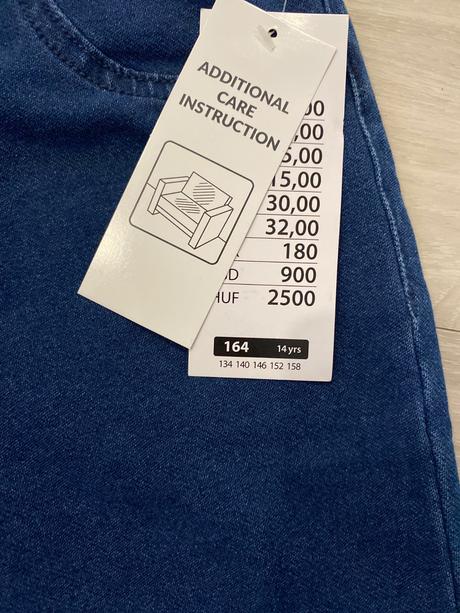 ADDITIONAL
CARE
INSTRUCTION
00
,00
5,00
15,00
30,00
32,00
180
D 900
HUF 2500
164 14 yrs
134 140 146 152 158